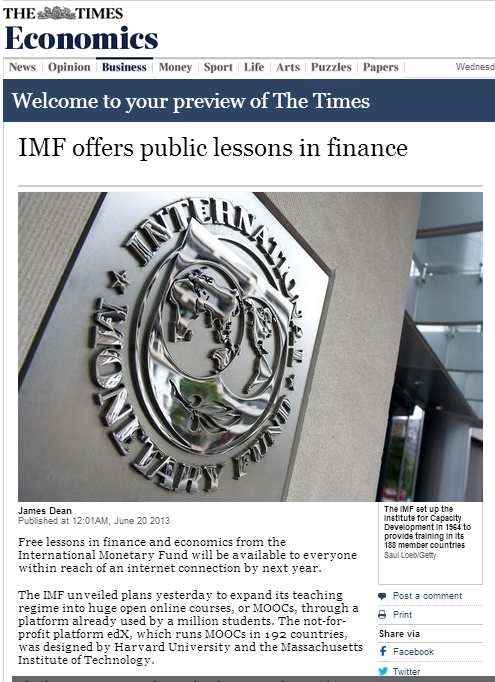 THE TIMES
Economics
News Opinion Business Money Sport Life Arts Puzzles Papers Wednesd
Welcome to your preview of The Times
IMF offers public lessons in finance
INTERNATIONAL
MONETARY FUND
James Dean
Published at 12:01AM, June 20 2013
Free lessons in finance and economics from the
International Monetary Fund will be available to everyone
within reach of an internet connection by next year.
The IMF unveiled plans yesterday to expand its teaching
regime into huge open online courses, or MOOCs, through a
platform already used by a million students. The not-for-
profit platform edX, which runs MOOCs in 192 countries,
was designed by Harvard University and the Massachusetts
Institute of Technology.
The IMF set up the
Institute for Capacity
Development in 1964 to
provide training in its
188 member countries
Saul Loeb/Getty
Post a comment
Print
Share via
Facebook
Twitter